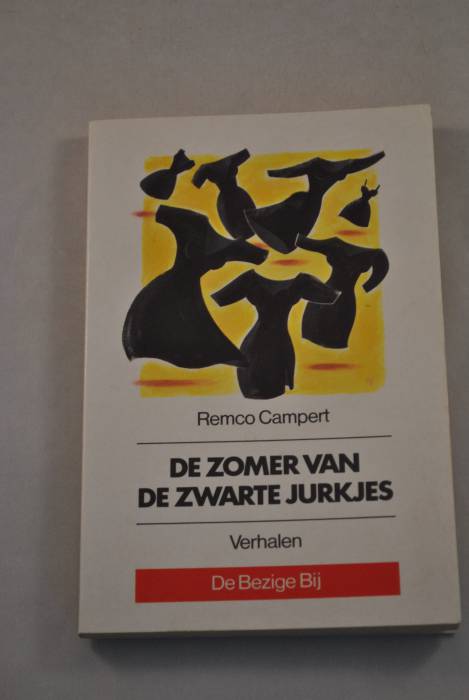 Remco Campert
DE ZOMER VAN
DE ZWARTE JURKJES
Verhalen
De Bezige Bij